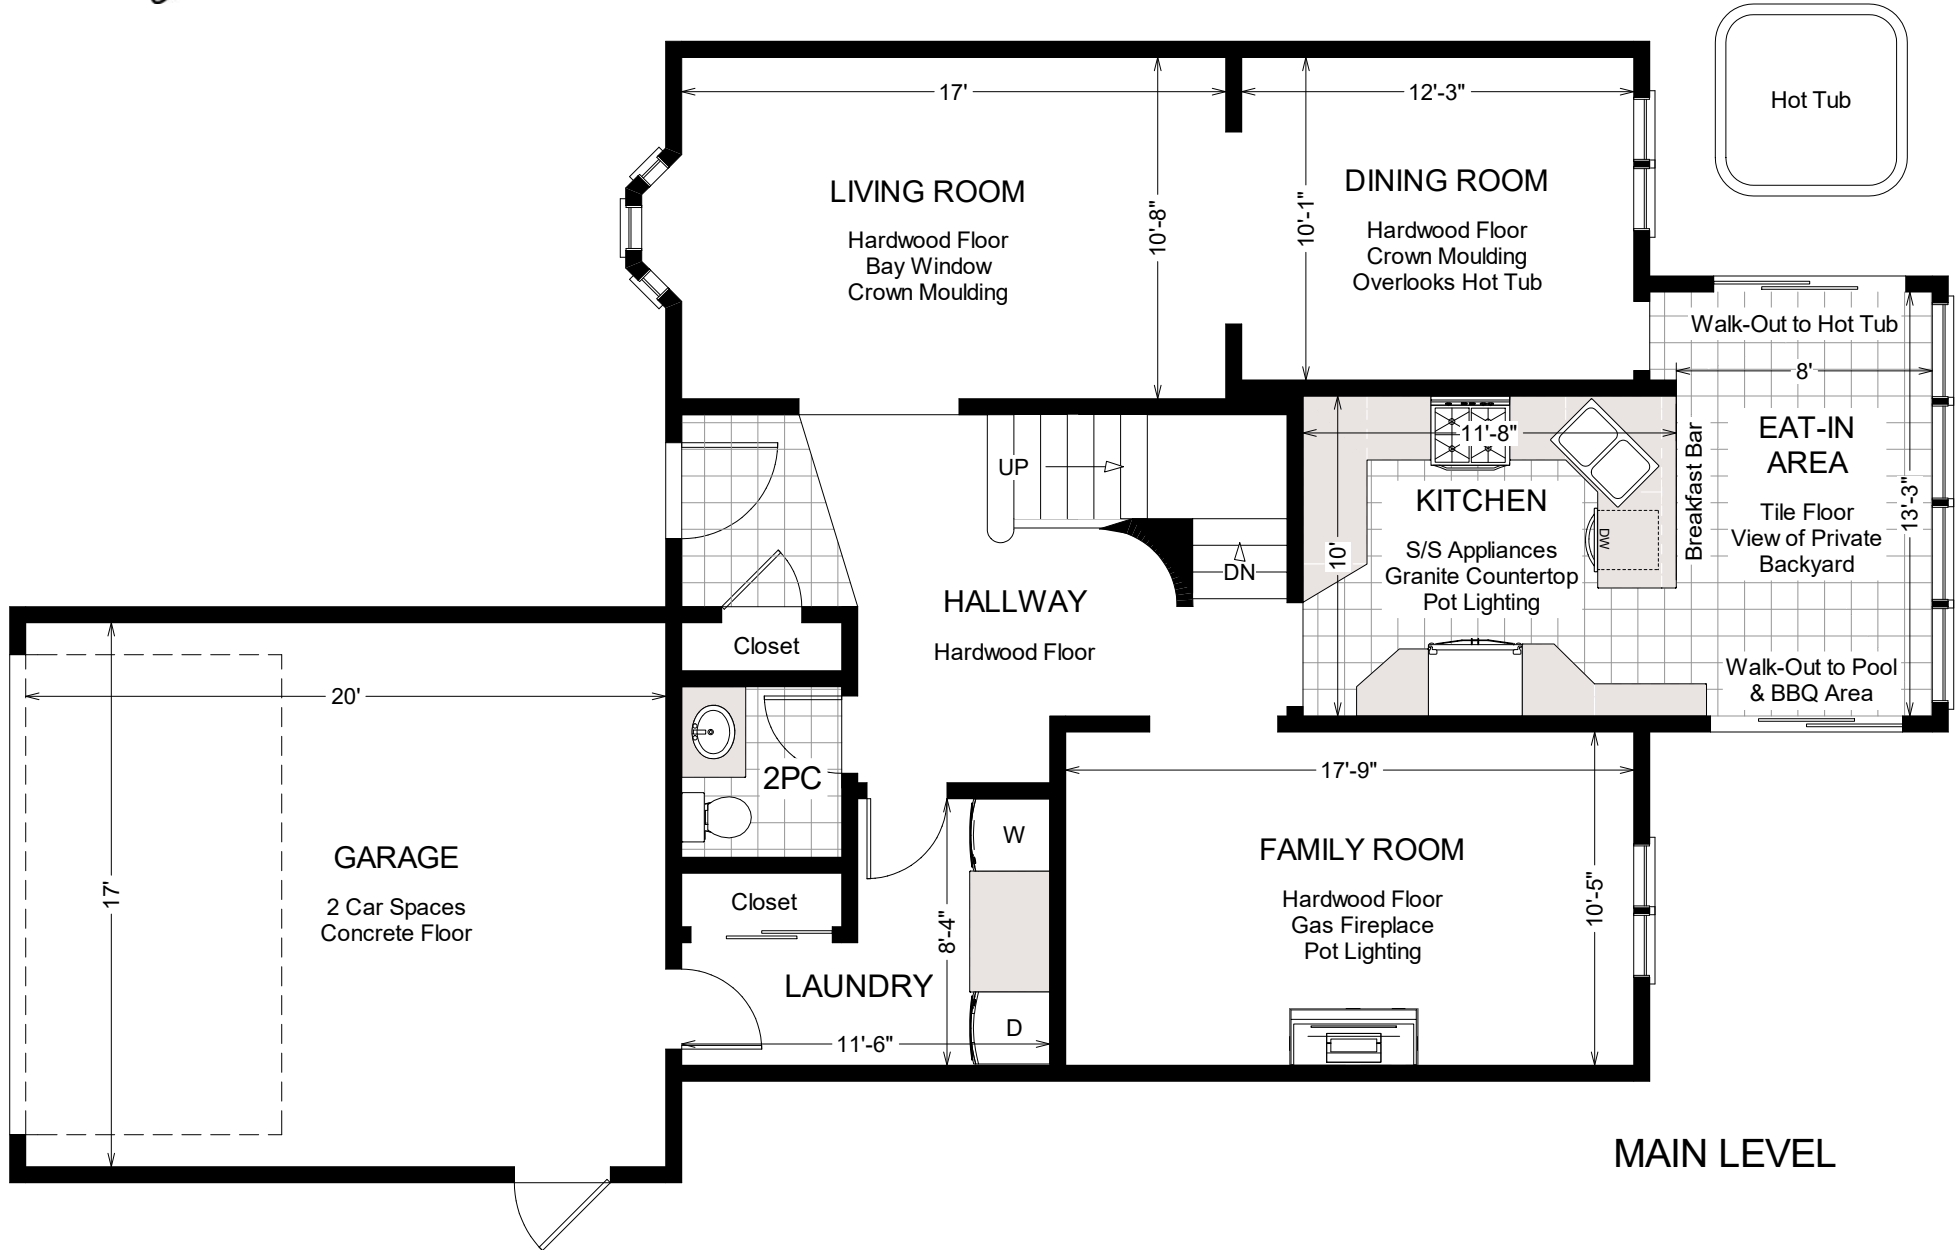 Hot Tub
17'
12'-3"
LIVING ROOM
Hardwood Floor
Bay Window
Crown Moulding
10'-8"
10'-1"
DINING ROOM
Hardwood Floor
Crown Moulding
Overlooks Hot Tub
Walk-Out to Hot Tub
8'
UP
DN
11'-8"
10'
KITCHEN
S/S Appliances
Granite Countertop
Pot Lighting
DW
Breakfast Bar
EAT-IN
AREA
Tile Floor
View of Private
Backyard
13'-3"
Walk-Out to Pool
& BBQ Area
HALLWAY
Hardwood Floor
Closet
20'
17'
GARAGE
2 Car Spaces
Concrete Floor
2PC
Closet
W
8'-4"
LAUNDRY
D
11'-6"
17'-9"
FAMILY ROOM
Hardwood Floor
Gas Fireplace
Pot Lighting
10'-5"
MAIN LEVEL